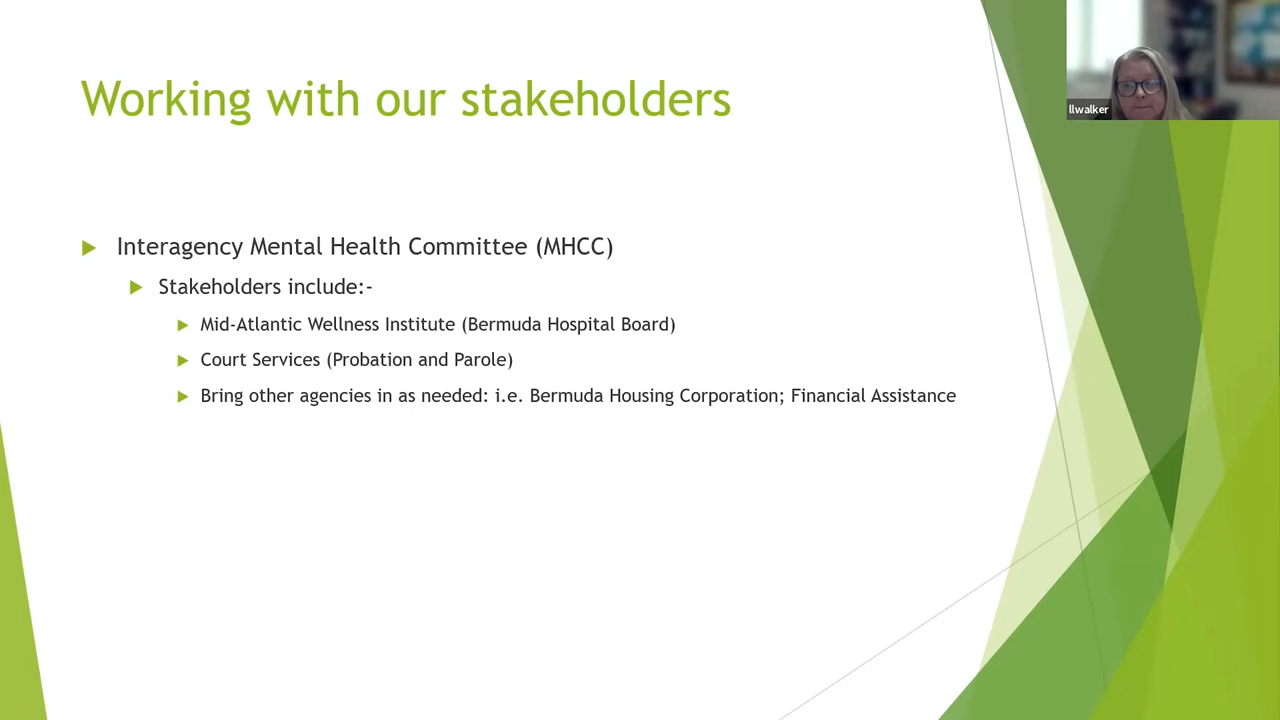 Working with our stakeholders
llwalker
Interagency Mental Health Committee (MHCC)
Stakeholders include:-
Mid-Atlantic Wellness Institute (Bermuda Hospital Board)
Court Services (Probation and Parole)
Bring other agencies in as needed: i.e. Bermuda Housing Corporation; Financial Assistance